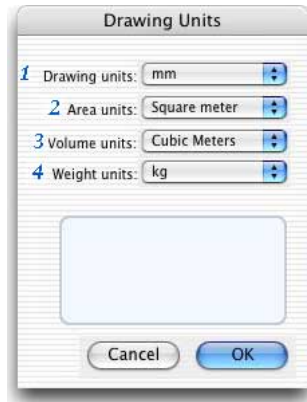 Drawing Units
1 Drawing units: mm
2 Area units: Square meter
3 Volume units: Cubic Meters
4 Weight units: kg
Cancel OK